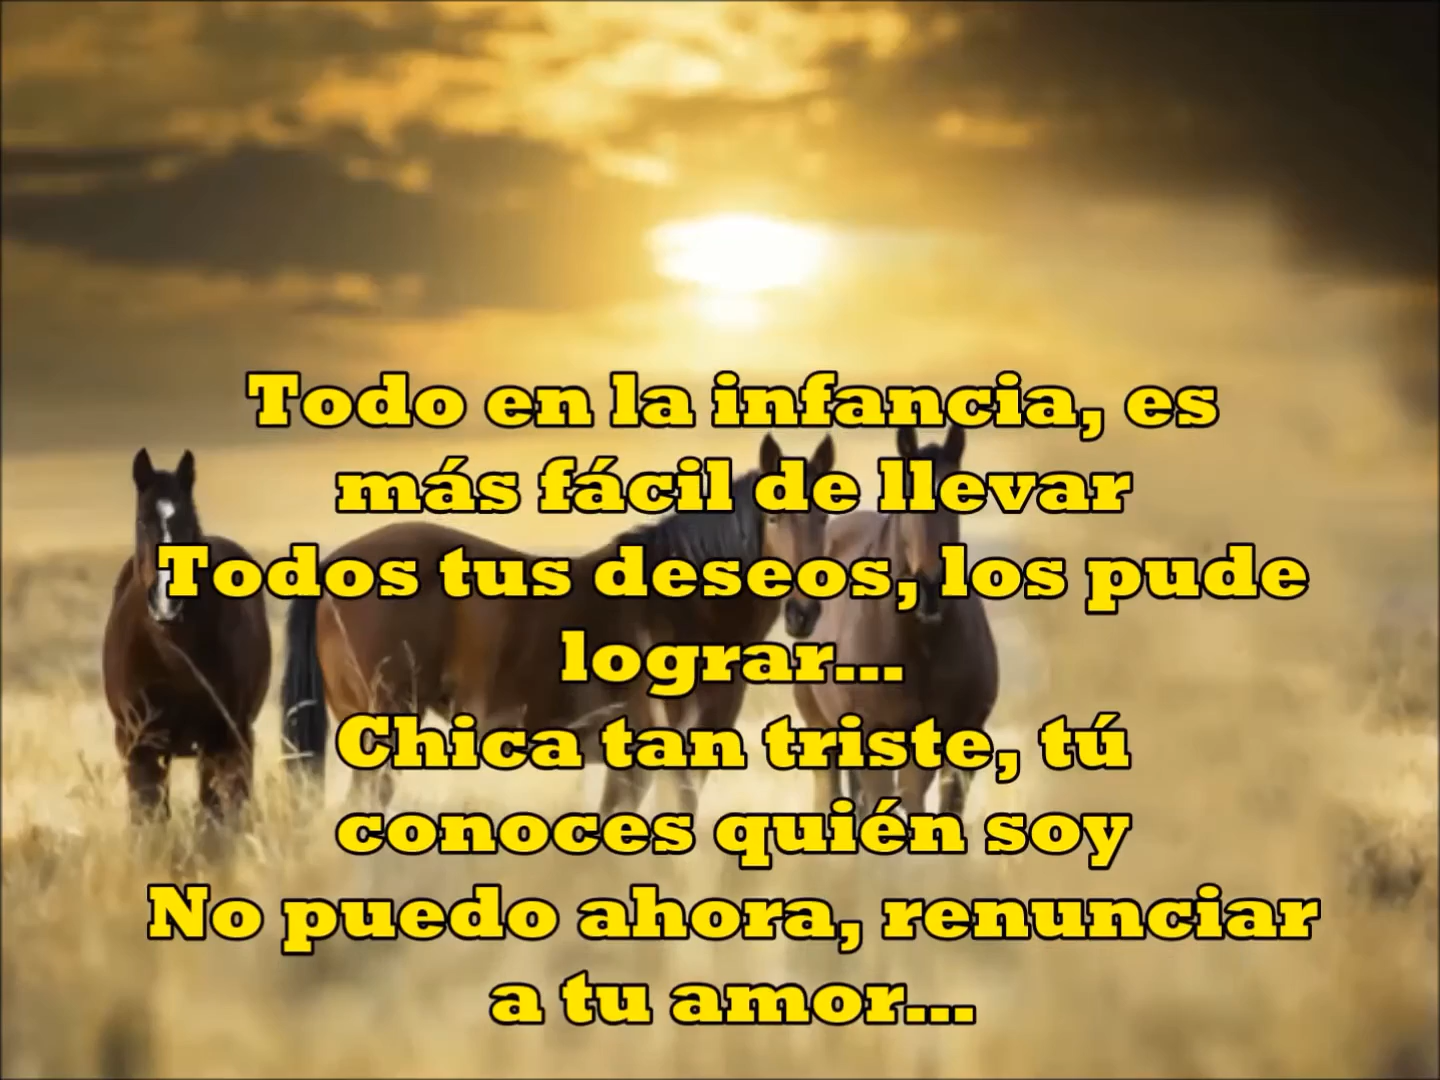 Todo en la infancia, es
más fácil de llevar
Todos tus deseos, los pude
lograr...
Chica tan triste, tú
conoces quién soy
No puedo ahora, renunciar
a tu amor...